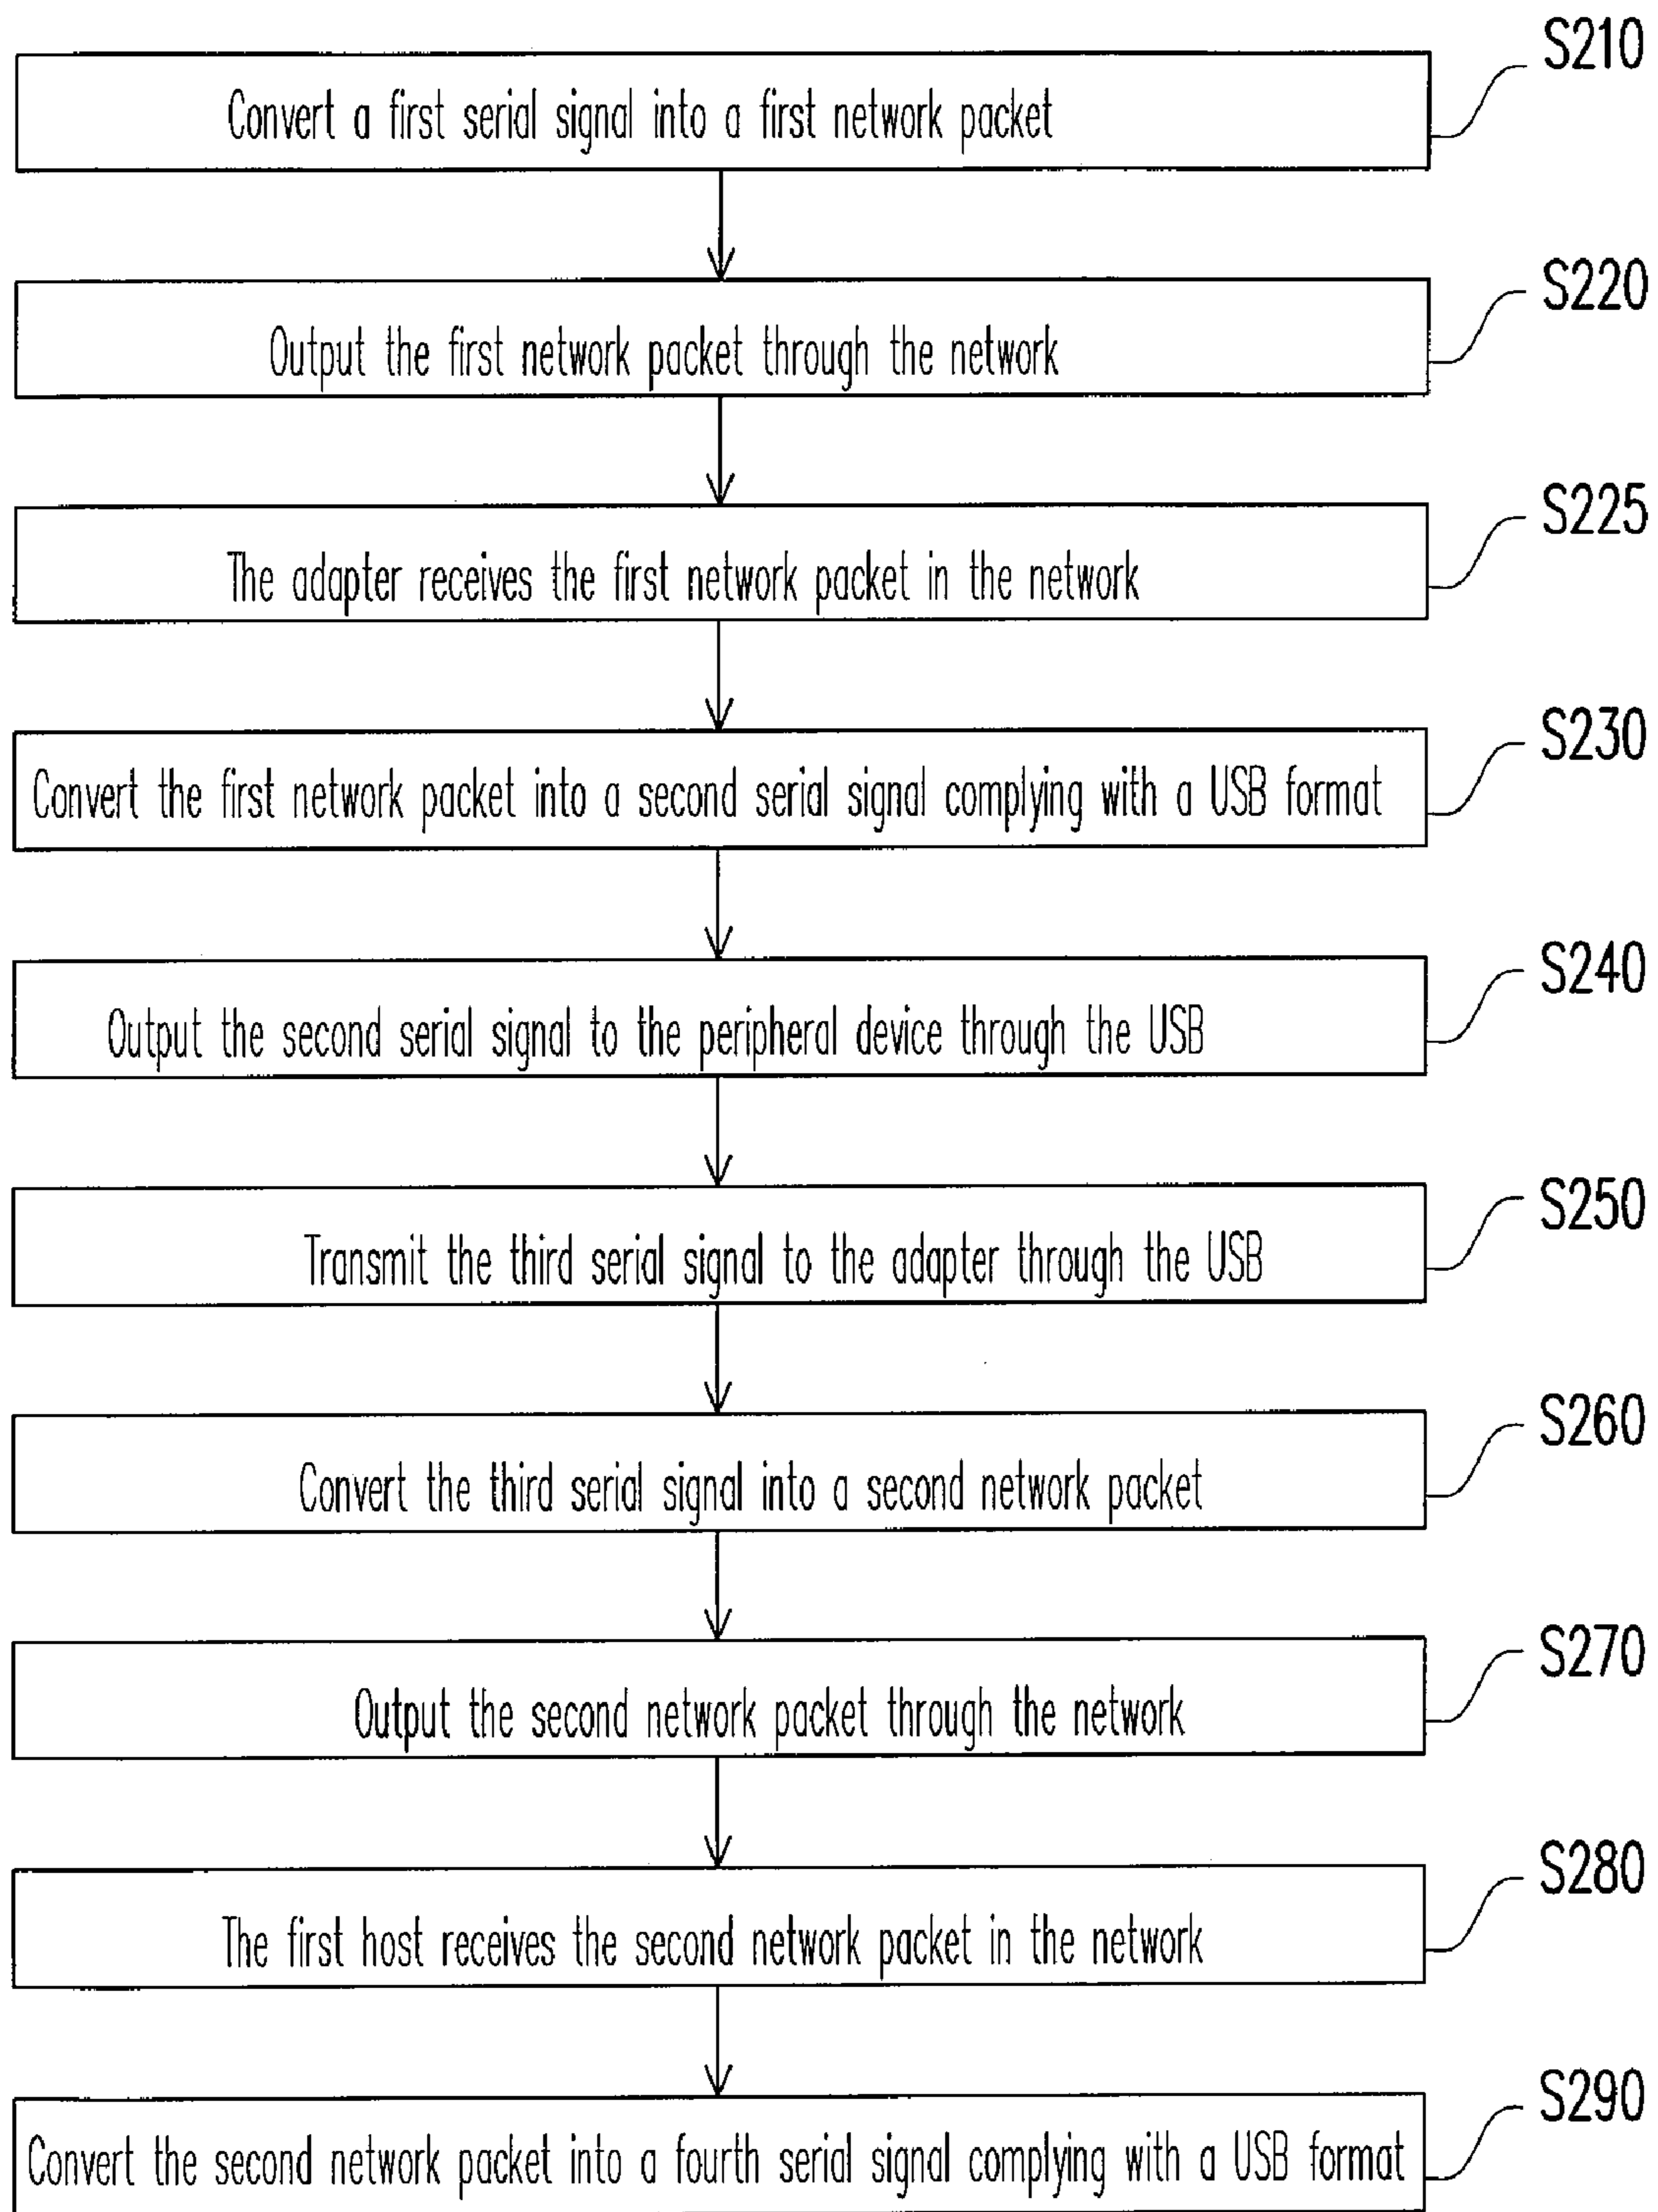 S210
Convert a first serial signal into a first network packet
S220
Output the first network packet through the network
S225
The adapter receives the first network packet in the network
S230
Convert the first network packet into a second serial signal complying with a USB format
S240
Output the second serial signal to the peripheral device through the USB
S250
Transmit the third serial signal to the adapter through the USB
S260
Convert the third serial signal into a second network packet
S270
Output the second network packet through the network
S280
The first host receives the second network packet in the network
S290
Convert the second network packet into a fourth serial signal complying with a USB format